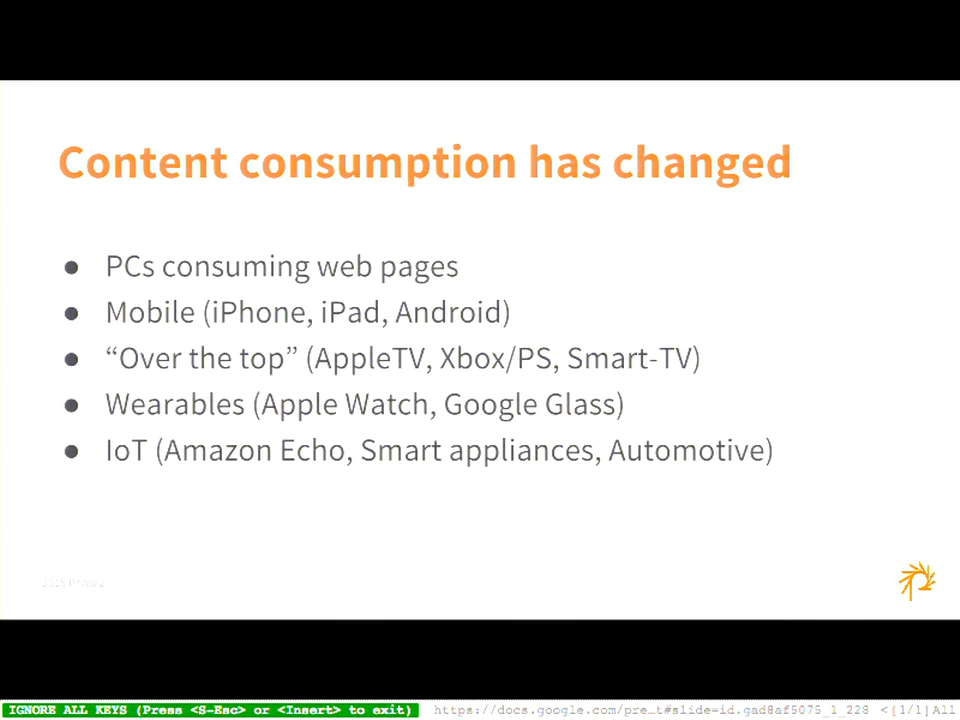 Content consumption has changed
● PCs consuming web pages
● Mobile (iPhone, iPad, Android)
● “Over the top” (AppleTV, Xbox/PS, Smart-TV)
● Wearables (Apple Watch, Google Glass)
● IoT (Amazon Echo, Smart appliances, Automotive)
IGNORE ALL KEYS (Press <S-Esc> or <Insert> to exit) https://docs.google.com/pre…t#slide=id.gad8af5075_1_228 <{1/1]All